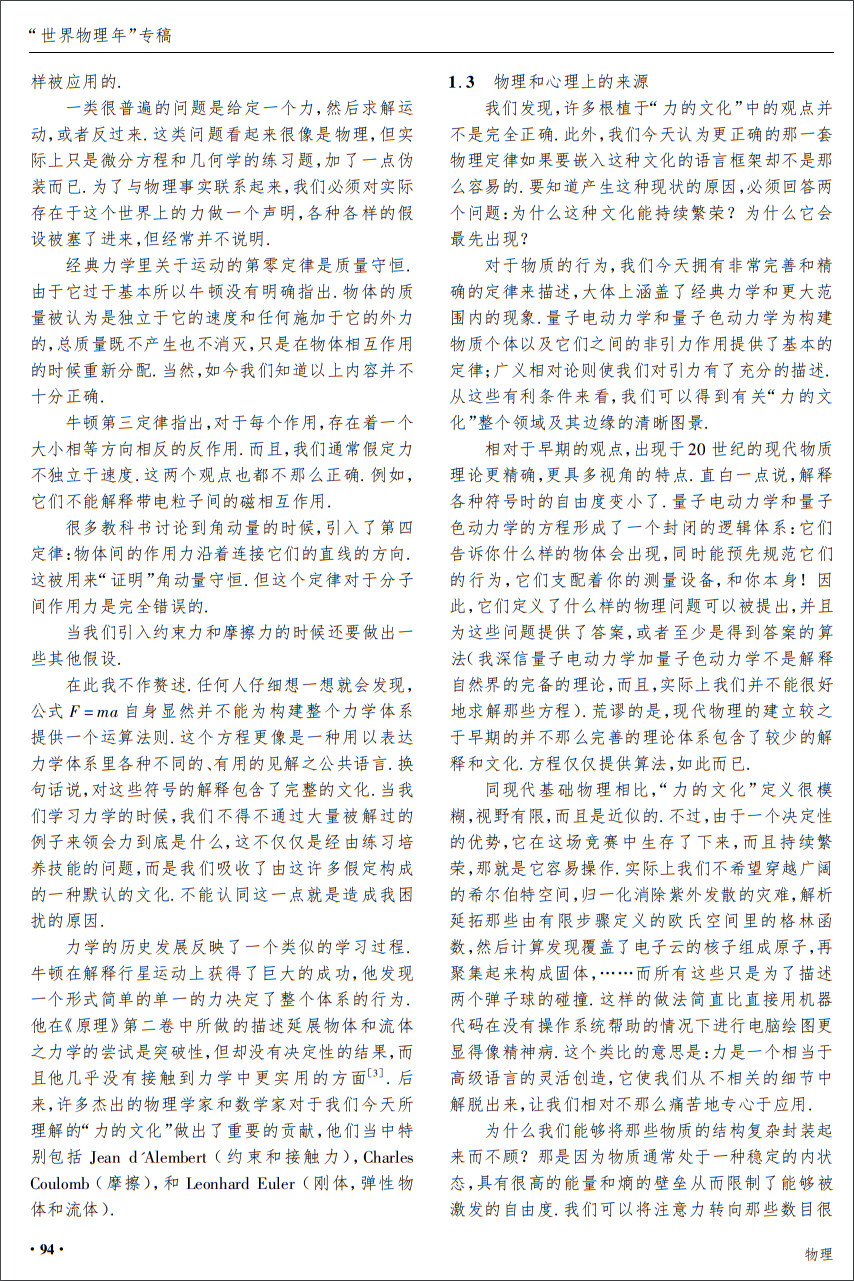 “世界物理年”专稿
样被应用的.
一类很普遍的问题是给定一个力,然后求解运
动,或者反过来.这类问题看起来很像是物理,但实
际上只是微分方程和几何学的练习题,加了一点伪
装而已.为了与物理事实联系起来,我们必须对实际
存在于这个世界上的力做一个声明,各种各样的假
设被塞了进来,但经常并不说明.
经典力学里关于运动的第零定律是质量守恒.
由于它过于基本所以牛顿没有明确指出.物体的质
量被认为是独立于它的速度和任何施加于它的外力
的,总质量既不产生也不消灭,只是在物体相互作用
的时候重新分配.当然,如今我们知道以上内容并不
十分正确.
牛顿第三定律指出,对于每个作用,存在着一个
大小相等方向相反的反作用.而且,我们通常假定力
不独立于速度.这两个观点也都不那么正确.例如,
它们不能解释带电粒子间的磁相互作用.
很多教科书讨论到角动量的时候,引入了第四
定律:物体间的作用力沿着连接它们的直线的方向.
这被用来“证明”角动量守恒.但这个定律对于分子
间作用力是完全错误的.
当我们引入约束力和摩擦力的时候还要做出一
些其他假设.
在此我不作赘述.任何人仔细想一想就会发现,
公式 F = ma 自身显然并不能为构建整个力学体系
提供一个运算法则.这个方程更像是一种用以表达
力学体系里各种不同的、有用的见解之公共语言.换
句话说,对这些符号的解释包含了完整的文化.当我
们学习力学的时候,我们不得不通过大量被解过的
例子来领会力到底是什么,这不仅仅是经由练习培
养技能的问题,而是我们吸收了由这许多假定构成
的一种默认的文化.不能认同这一点就是造成我困
扰的原因.
力学的历史发展反映了一个类似的学习过程.
牛顿在解释行星运动上获得了巨大的成功,他发现
一个形式简单的单一的力决定了整个体系的行为.
他在《原理》第二卷中所做的描述延展物体和流体
之力学的尝试是突破性,但却没有决定性的结果,而
且他几乎没有接触到力学中更实用的方面[3].后
来,许多杰出的物理学家和数学家对于我们今天所
理解的“力的文化”做出了重要的贡献,他们当中特
别包括 Jean d´Alembert(约束和接触力),Charles
Coulomb(摩擦),和 Leonhard Euler(刚体,弹性物
体和流体).
1.3 物理和心理上的来源
我们发现,许多根植于“力的文化”中的观点并
不是完全正确.此外,我们今天认为更正确的那一套
物理定律如果要嵌入这种文化的语言框架却不是那
么容易的.要知道产生这种现状的原因,必须回答两
个问题:为什么这种文化能持续繁荣?为什么它会
最先出现?
对于物质的行为,我们今天拥有非常完善和精
确的定律来描述,大体上涵盖了经典力学和更大范
围内的现象.量子电动力学和量子色动力学为构建
物质个体以及它们之间的非引力作用提供了基本的
定律;广义相对论则使我们对引力有了充分的描述.
从这些有利条件来看,我们可以得到有关“力的文
化”整个领域及其边缘的清晰图景.
相对于早期的观点,出现于20 世纪的现代物质
理论更精确,更具多视角的特点.直白一点说,解释
各种符号时的自由度变小了.量子电动力学和量子
色动力学的方程形成了一个封闭的逻辑体系:它们
告诉你什么样的物体会出现,同时能预先规范它们
的行为,它们支配着你的测量设备,和你本身!因
此,它们定义了什么样的物理问题可以被提出,并且
为这些问题提供了答案,或者至少是得到答案的算
法(我深信量子电动力学加量子色动力学不是解释
自然界的完备的理论,而且,实际上我们并不能很好
地求解那些方程).荒谬的是,现代物理的建立较之
于早期的并不那么完善的理论体系包含了较少的解
释和文化.方程仅仅提供算法,如此而已.
同现代基础物理相比,“力的文化”定义很模
糊,视野有限,而且是近似的.不过,由于一个决定性
的优势,它在这场竞赛中生存了下来,而且持续繁
荣,那就是它容易操作.实际上我们不希望穿越广阔
的希尔伯特空间,归一化消除紫外发散的灾难,解析
延拓那些由有限步骤定义的欧氏空间里的格林函
数,然后计算发现覆盖了电子云的核子组成原子,再
聚集起来构成固体,……而所有这些只是为了描述
两个弹子球的碰撞.这样的做法简直比直接用机器
代码在没有操作系统帮助的情况下进行电脑绘图更
显得像精神病.这个类比的意思是:力是一个相当于
高级语言的灵活创造,它使我们从不相关的细节中
解脱出来,让我们相对不那么痛苦地专心于应用.
为什么我们能够将那些物质的结构复杂封装起
来而不顾?那是因为物质通常处于一种稳定的内状
态,具有很高的能量和熵的壁垒从而限制了能够被
激发的自由度.我们可以将注意力转向那些数目很
·94·
物理